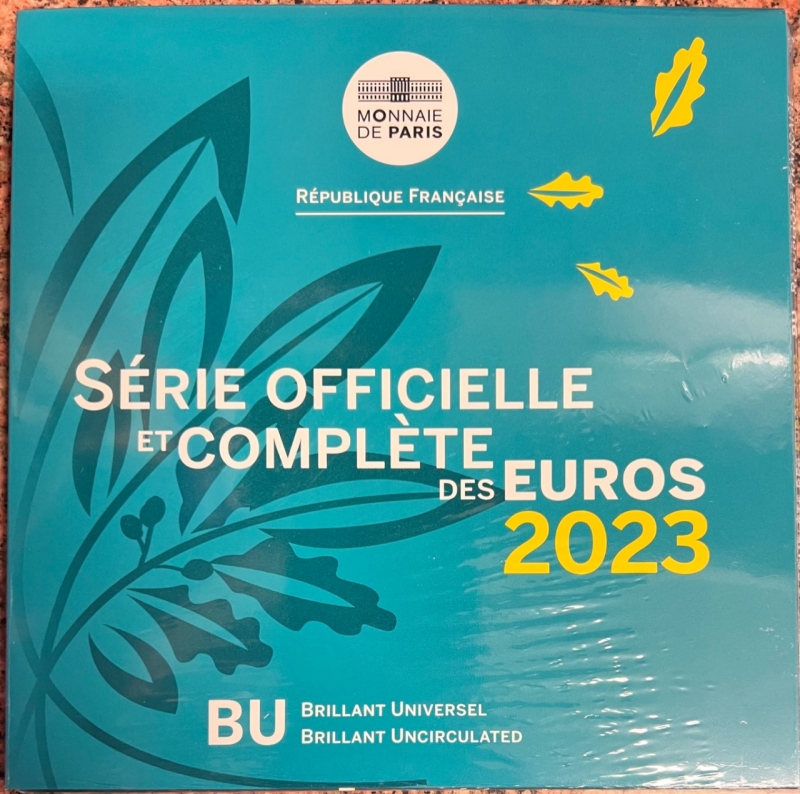 MONNAIE
DE PARIS
RÉPUBLIQUE FRANÇAISE
SÉRIE OFFICIELLE
ET COMPLÈTE
DES EUROS
2023
BU BRILLANT UNIVERSEL
BRILLANT UNCIRCULATED